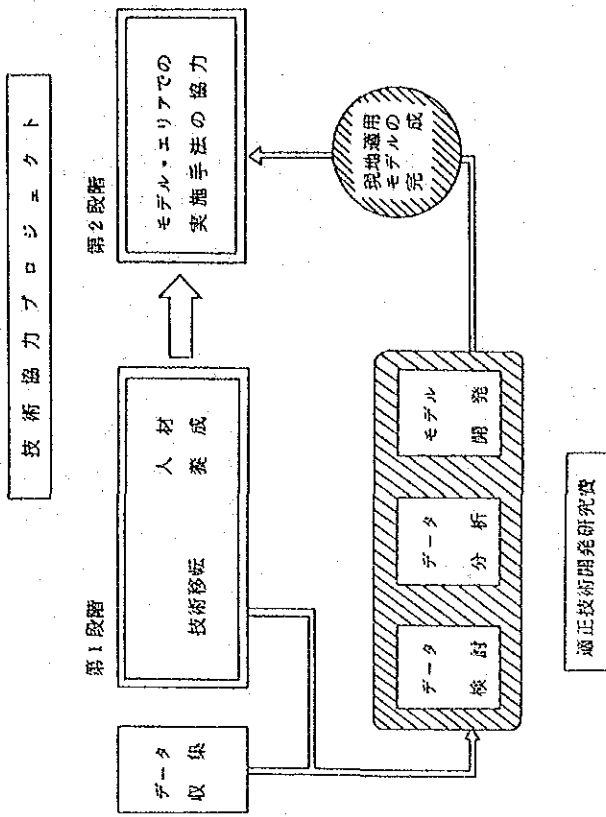 技術協力プロジェクト
第1段階
第2段階
データ
収集
技術移転
人材
養成
モデル・エリアでの
実施手法の協力
データ
検討
データ
分析
モデル
開発
現地適用
モデルの
完成
適正技術開発研究費